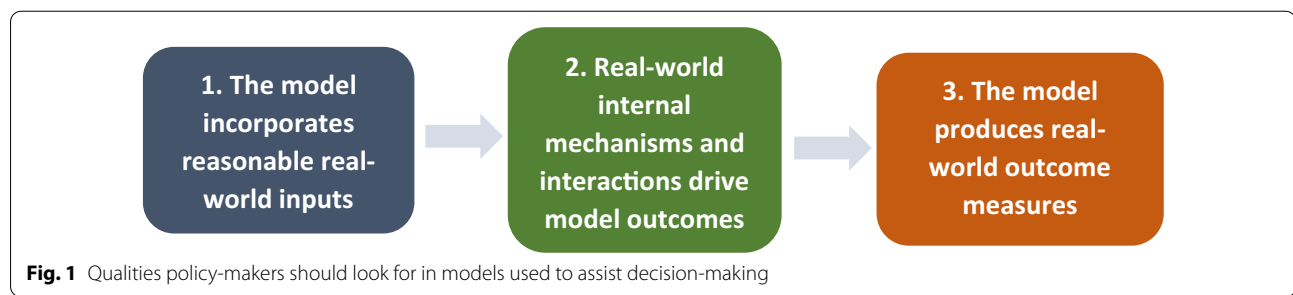 1. The model
incorporates
reasonable real-
world inputs
2. Real-world
internal
mechanisms and
interactions drive
model outcomes
3. The model
produces real-
world outcome
measures
Fig. 1 Qualities policy-makers should look for in models used to assist decision-making